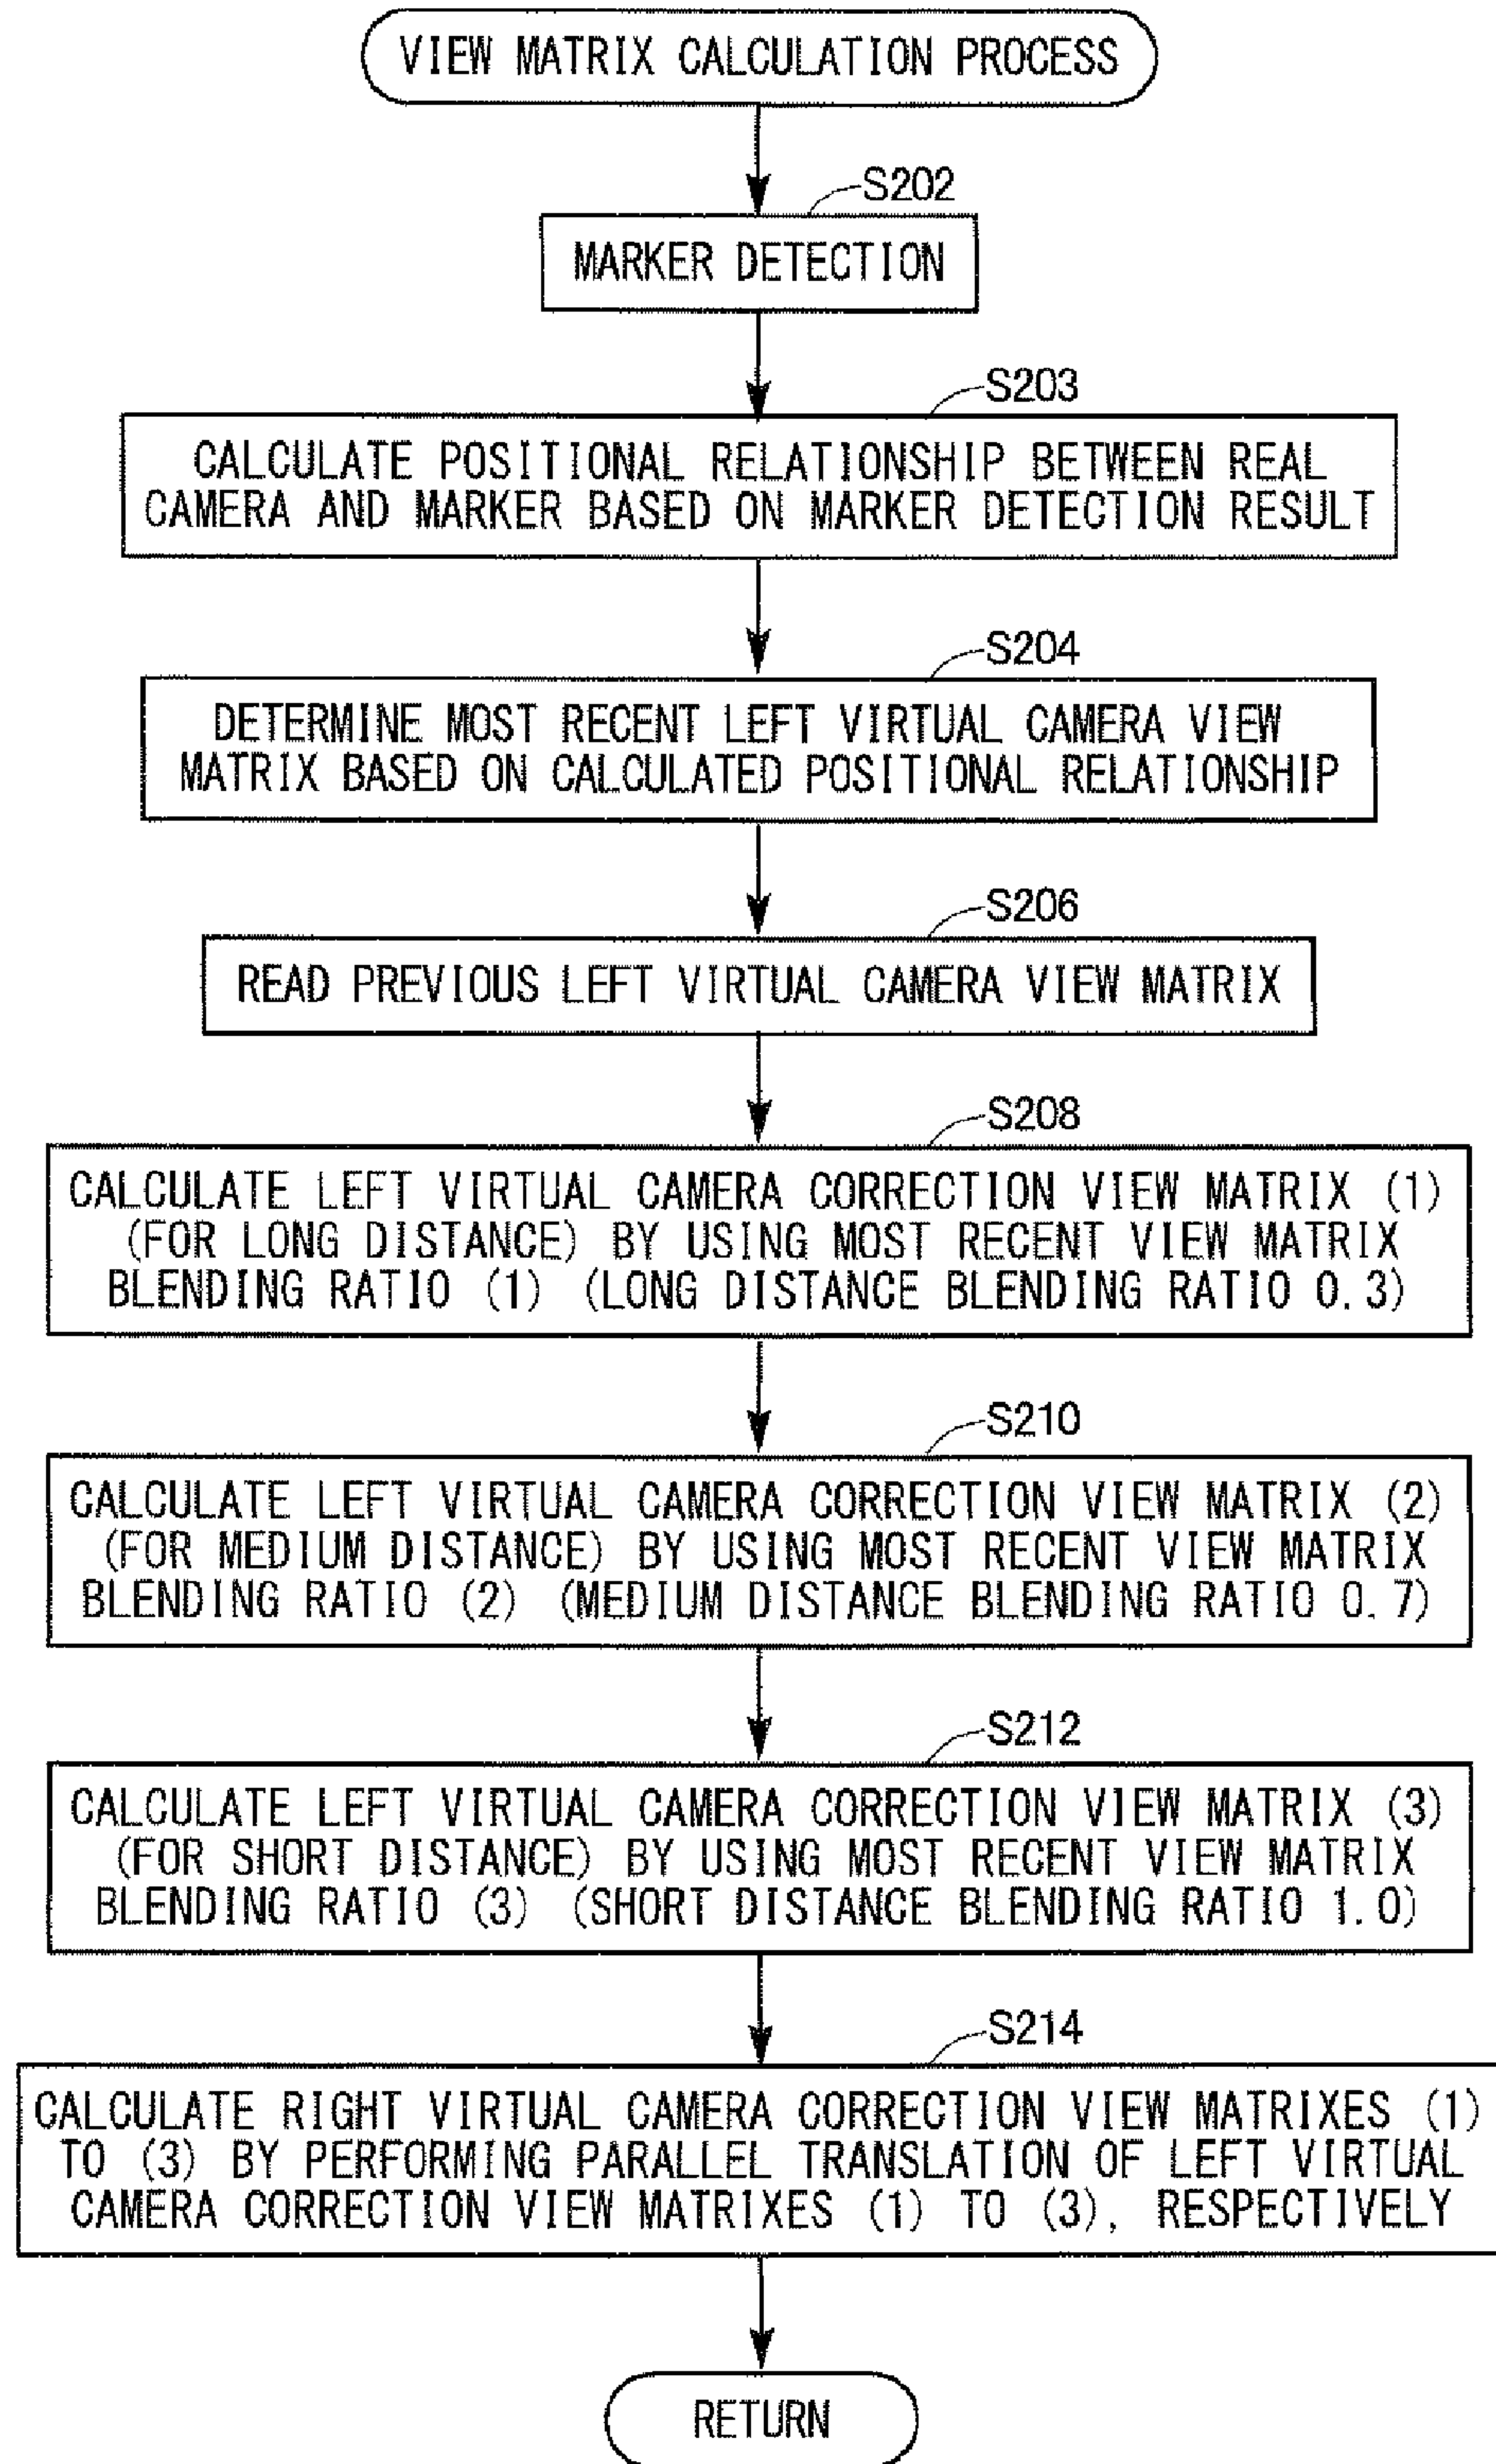 VIEW MATRIX CALCULATION PROCESS
S202
MARKER DETECTION
S203
CALCULATE POSITIONAL RELATIONSHIP BETWEEN REAL
CAMERA AND MARKER BASED ON MARKER DETECTION RESULT
S204
DETERMINE MOST RECENT LEFT VIRTUAL CAMERA VIEW
MATRIX BASED ON CALCULATED POSITIONAL RELATIONSHIP
S206
READ PREVIOUS LEFT VIRTUAL CAMERA VIEW MATRIX
S208
CALCULATE LEFT VIRTUAL CAMERA CORRECTION VIEW MATRIX (1)
(FOR LONG DISTANCE) BY USING MOST RECENT VIEW MATRIX
BLENDING RATIO (1) (LONG DISTANCE BLENDING RATIO 0.3)
S210
CALCULATE LEFT VIRTUAL CAMERA CORRECTION VIEW MATRIX (2)
(FOR MEDIUM DISTANCE) BY USING MOST RECENT VIEW MATRIX
BLENDING RATIO (2) (MEDIUM DISTANCE BLENDING RATIO 0.7)
S212
CALCULATE LEFT VIRTUAL CAMERA CORRECTION VIEW MATRIX (3)
(FOR SHORT DISTANCE) BY USING MOST RECENT VIEW MATRIX
BLENDING RATIO (3) (SHORT DISTANCE BLENDING RATIO 1.0)
S214
CALCULATE RIGHT VIRTUAL CAMERA CORRECTION VIEW MATRIXES (1)
TO (3) BY PERFORMING PARALLEL TRANSLATION OF LEFT VIRTUAL
CAMERA CORRECTION VIEW MATRIXES (1) TO (3), RESPECTIVELY
RETURN